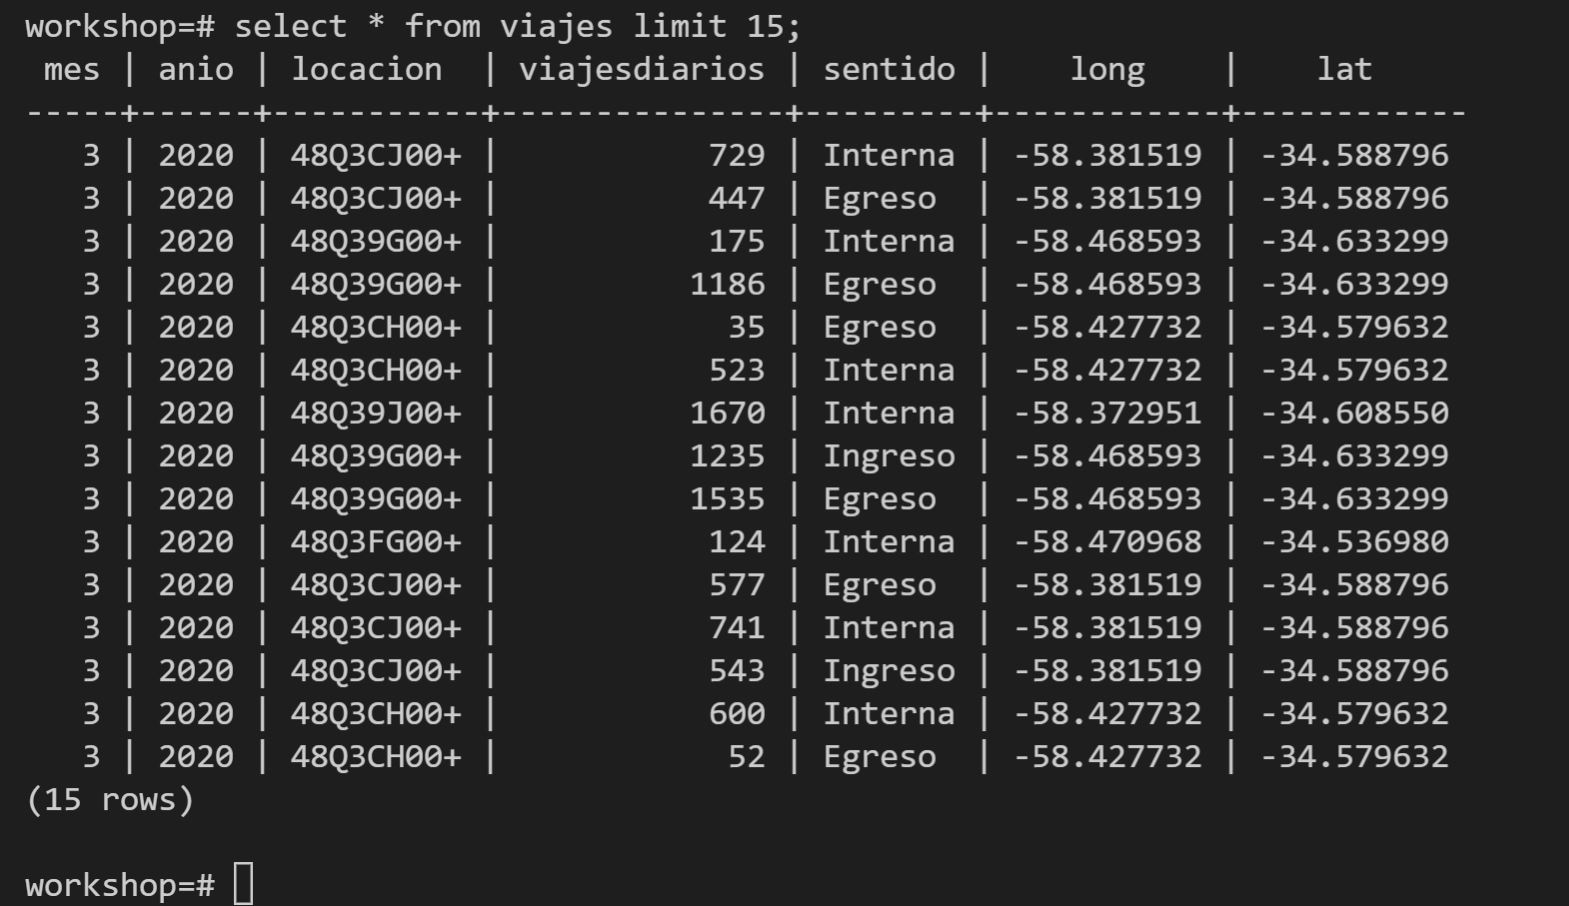 workshop=# select * from viajes limit 15;
 mes | anio | locacion  | viajesdiarios | sentido |    long    |    lat
-----+------+-----------+---------------+---------+------------+------------
   3 | 2020 | 48Q3CJ00+ |           729 | Interna | -58.381519 | -34.588796
   3 | 2020 | 48Q3CJ00+ |           447 | Egreso  | -58.381519 | -34.588796
   3 | 2020 | 48Q39G00+ |           175 | Interna | -58.468593 | -34.633299
   3 | 2020 | 48Q39G00+ |          1186 | Egreso  | -58.468593 | -34.633299
   3 | 2020 | 48Q3CH00+ |            35 | Egreso  | -58.427732 | -34.579632
   3 | 2020 | 48Q3CH00+ |           523 | Interna | -58.427732 | -34.579632
   3 | 2020 | 48Q39J00+ |          1670 | Interna | -58.372951 | -34.608550
   3 | 2020 | 48Q39G00+ |          1235 | Ingreso | -58.468593 | -34.633299
   3 | 2020 | 48Q39G00+ |          1535 | Egreso  | -58.468593 | -34.633299
   3 | 2020 | 48Q3FG00+ |           124 | Interna | -58.470968 | -34.536980
   3 | 2020 | 48Q3CJ00+ |           577 | Egreso  | -58.381519 | -34.588796
   3 | 2020 | 48Q3CJ00+ |           741 | Interna | -58.381519 | -34.588796
   3 | 2020 | 48Q3CJ00+ |           543 | Ingreso | -58.381519 | -34.588796
   3 | 2020 | 48Q3CH00+ |           600 | Interna | -58.427732 | -34.579632
   3 | 2020 | 48Q3CH00+ |            52 | Egreso  | -58.427732 | -34.579632
(15 rows)
workshop=#